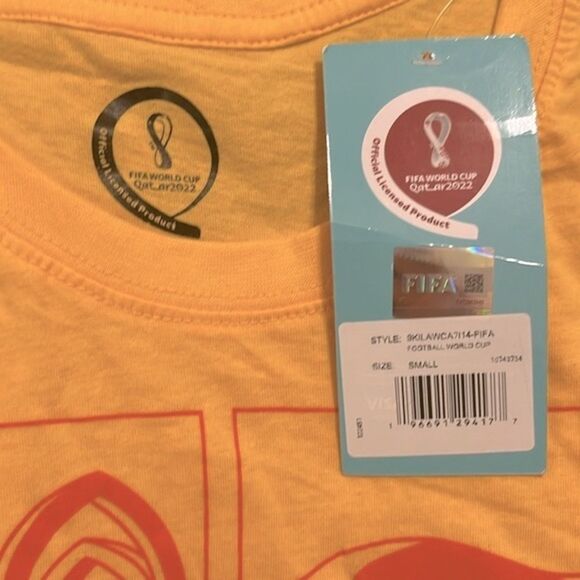 FIFA WORLD CUP
Qatar2022
Official Licensed Product
FIFA WORLD CUP
Qatar2022
Official Licensed Product
FIFA
STYLE: 9KILAWCA7I14-FIFA
FOOTBALL WORLD CUP
SIZE: SMALL
1 96691 29417 7